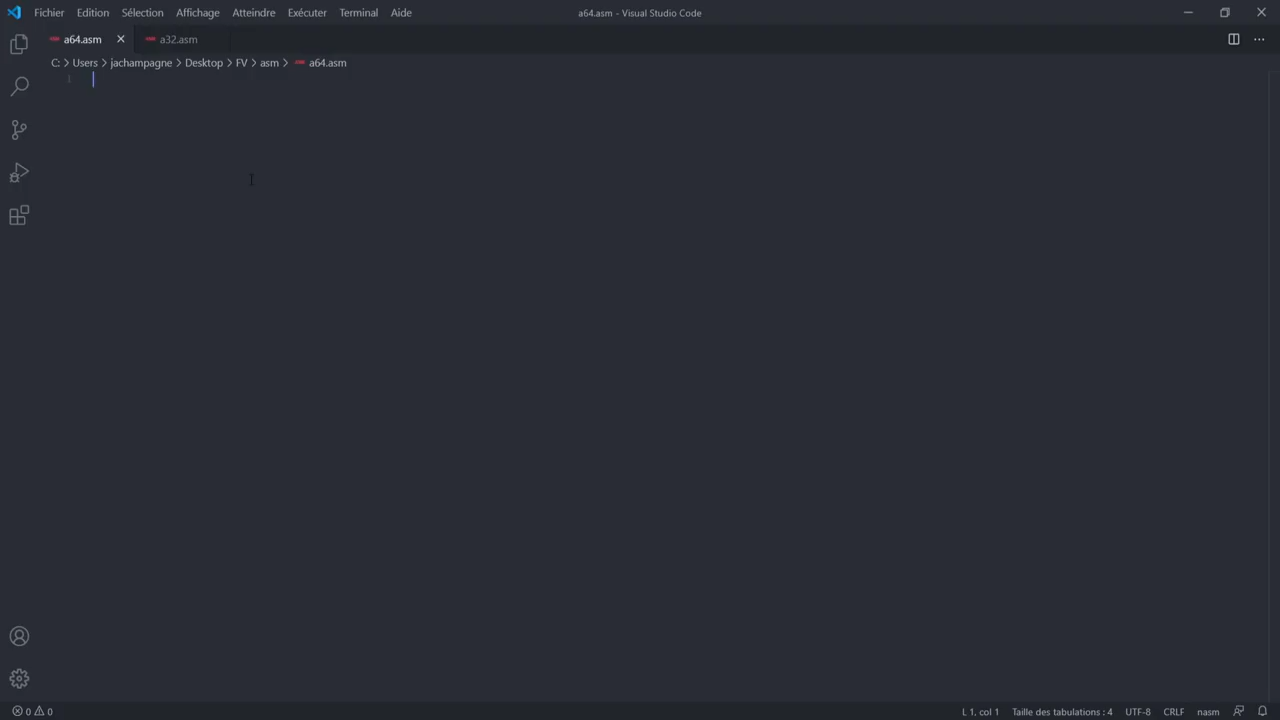 Fichier Edition Sélection Affichage Atteindre Exécuter Terminal Aide a64.asm - Visual Studio Code
a64.asm a32.asm
C: > Users > jachampagne > Desktop > FV > asm > a64.asm
1
0 0 L 1, col 1 Taille des tabulations : 4 UTF-8 CRLF nasm